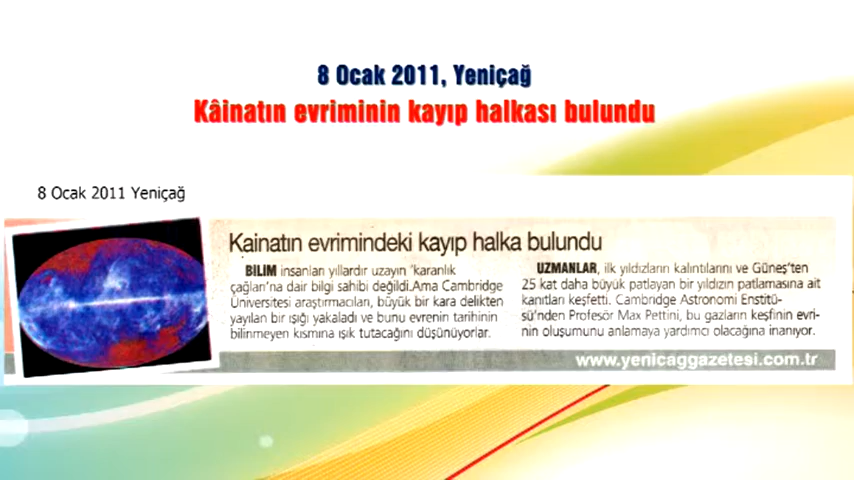 8 Ocak 2011, Yeniçağ
Kâinatın evriminin kayıp halkası bulundu
8 Ocak 2011 Yeniçağ
Kainatın evrimindeki kayıp halka bulundu
BİLİM insanları yıllardır uzayın 'karanlık
çağları'na dair bilgi sahibi değildi.Ama Cambridge
Üniversitesi araştırmacıları, büyük bir kara delikten
yayılan bir ışığı yakaladı ve bunu evrenin tarihinin
bilinmeyen kısmına ışık tutacağını düşünüyorlar.
UZMANLAR, ilk yıldızların kalıntılarını ve Güneş'ten
25 kat daha büyük patlayan bir yıldızın patlamasına ait
kanıtları keşfetti. Cambridge Astronomi Enstitü-
sü'nden Profesör Max Pettini, bu gazların keşfinin evri-
nin oluşumunu anlamaya yardımcı olacağına inanıyor.
www.yenicaggazetesi.com.tr